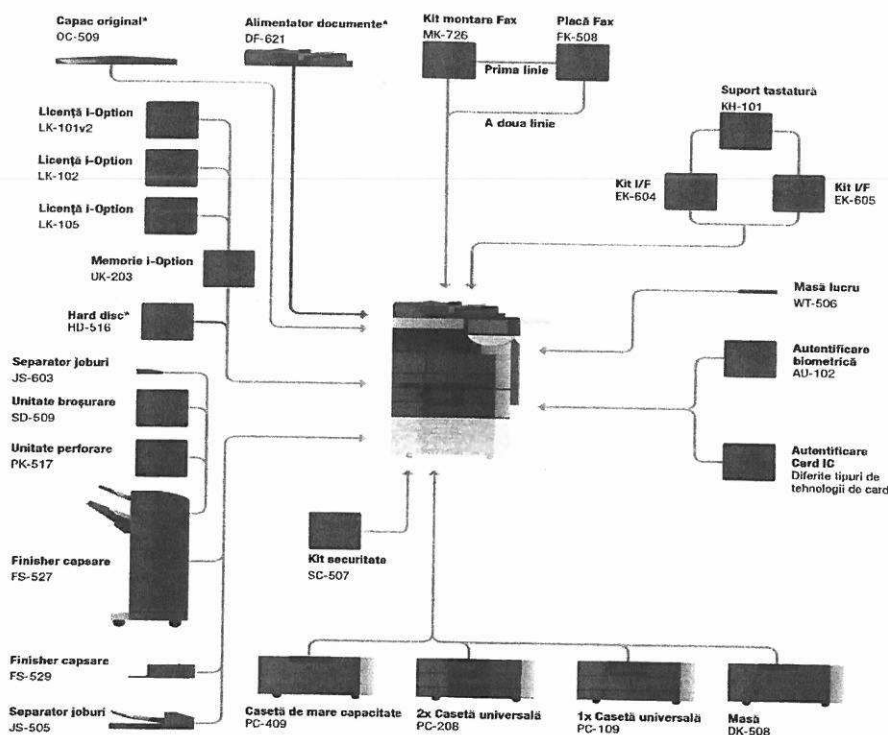 Capac original*
OC-509
Alimentator documente*
DF-621
Kit montare Fax
MK-726
Placă Fax
FK-508
Prima linie
A doua linie
Suport tastatură
KH-101
Kit I/F
EK-604
Kit I/F
EK-605
Licenţă i-Option
LK-101v2
Licenţă i-Option
LK-102
Licenţă i-Option
LK-105
Memorie i-Option
UK-203
Hard disc*
HD-516
Masă lucru
WT-506
Autentificare
biometrică
AU-102
Autentificare
Card IC
Diferite tipuri de
tehnologii de card
Separator joburi
JS-603
Unitate broşurare
SD-509
Unitate perforare
PK-517
Finisher capsare
FS-527
Kit securitate
SC-507
Finisher capsare
FS-529
Separator joburi
JS-505
Casetă de mare capacitate
PC-409
2x Casetă universală
PC-208
1x Casetă universală
PC-109
Masă
DK-508